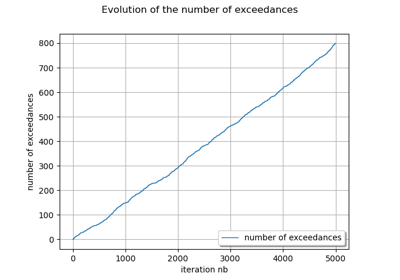 Evolution of the number of exceedances
800
700
600
500
400
300
200
100
0
number of exceedances
number of exceedances
0 1000 2000 3000 4000 5000
iteration nb